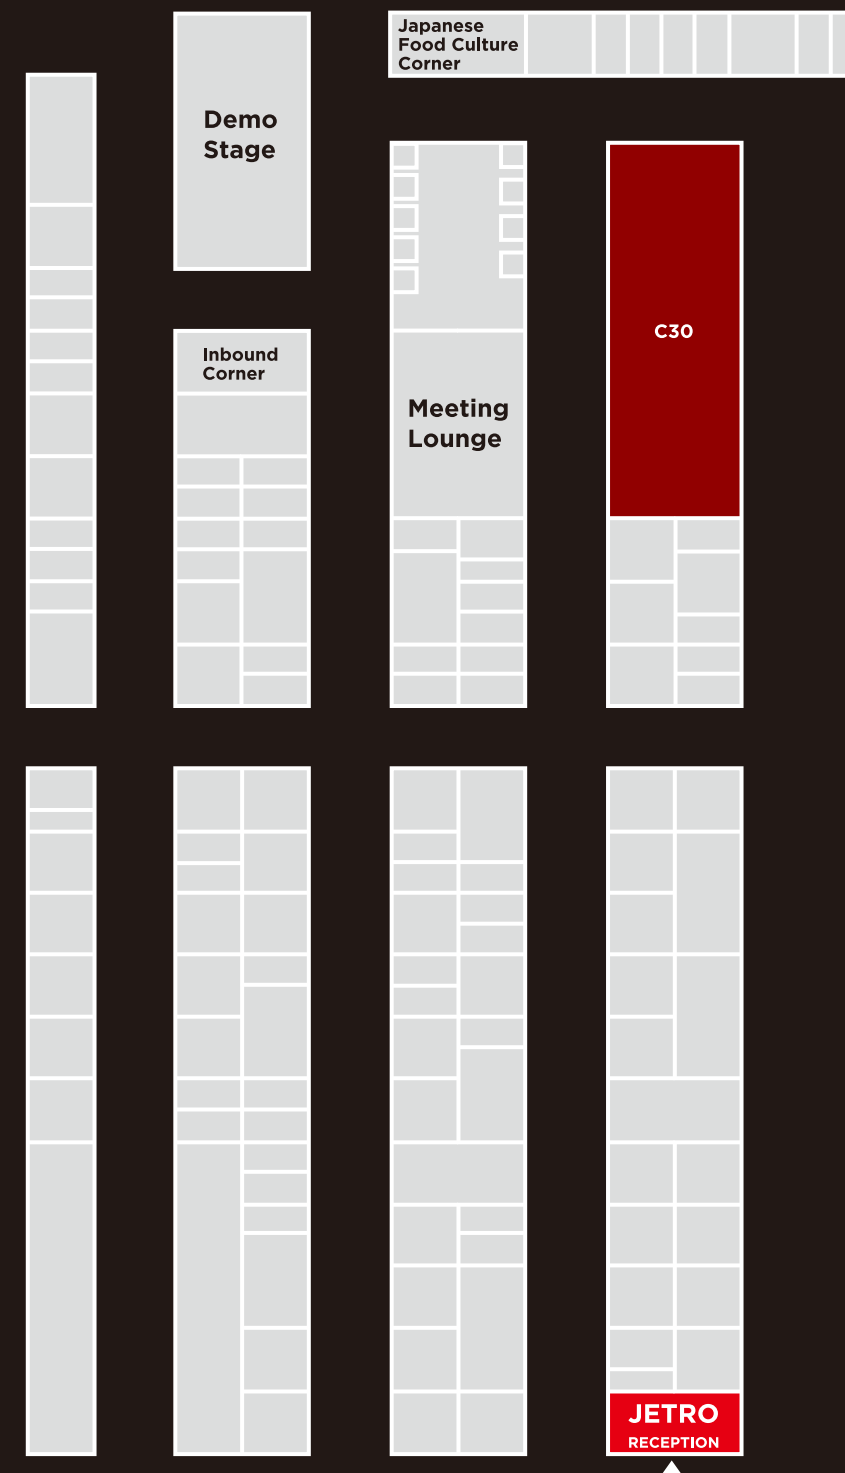 Japanese
Food Culture
Corner
Demo
Stage
C30
Inbound
Corner
Meeting
Lounge
JETRO
RECEPTION